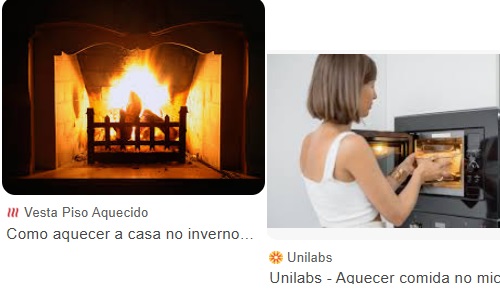 Vesta Piso Aquecido
Como aquecer a casa no inverno...
Unilabs
Unilabs - Aquecer comida no mic